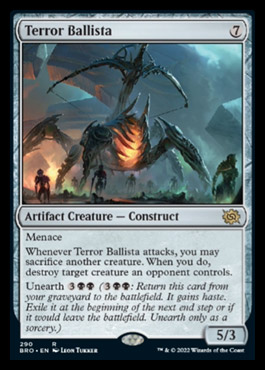 Terror Ballista 7
Artifact Creature — Construct
Menace
Whenever Terror Ballista attacks, you may
sacrifice another creature. When you do,
destroy target creature an opponent controls.
Unearth 3 (3: Return this card from
your graveyard to the battlefield. It gains haste.
Exile it at the beginning of the next end step or if
it would leave the battlefield. Unearth only as a
sorcery.)
5/3
290 R
BRO • EN Leon Tukker ™ & © 2022 Wizards of the Coast